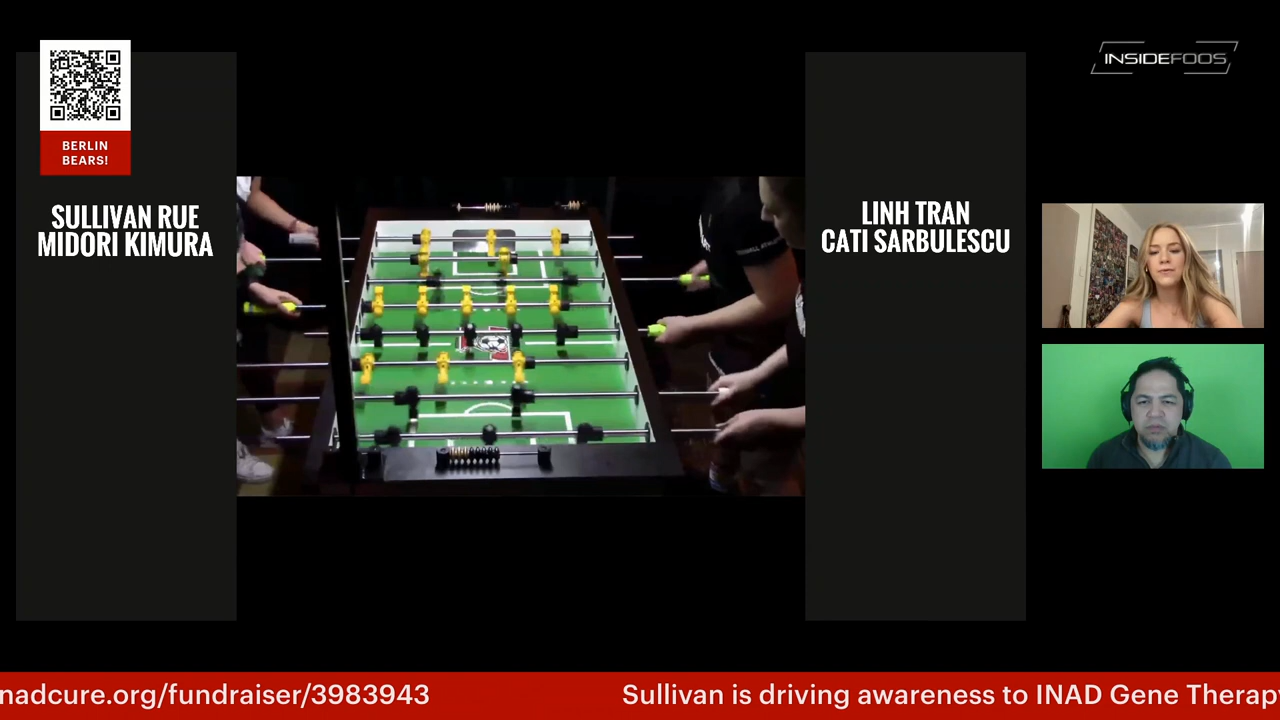 BERLIN
BEARS!
SULLIVAN RUE
MIDORI KIMURA
LINH TRAN
CATI SARBULESCU
INSIDEFOOS
nadcure.org/fundraiser/3983943
Sullivan is driving awareness to INAD Gene Therapy